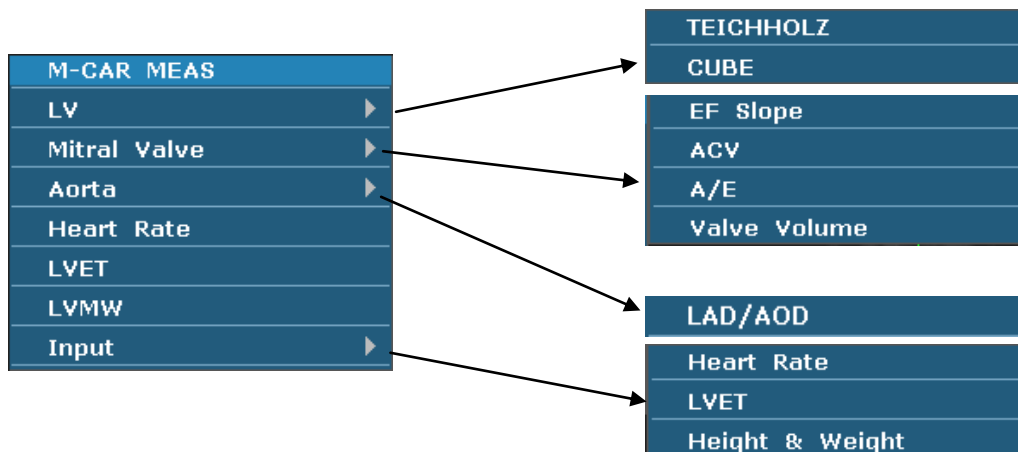 M-CAR MEAS
LV
Mitral Valve
Aorta
Heart Rate
LVET
LVMW
Input
TEICHHOLZ
CUBE
EF Slope
ACV
A/E
Valve Volume
LAD/AOD
Heart Rate
LVET
Height & Weight